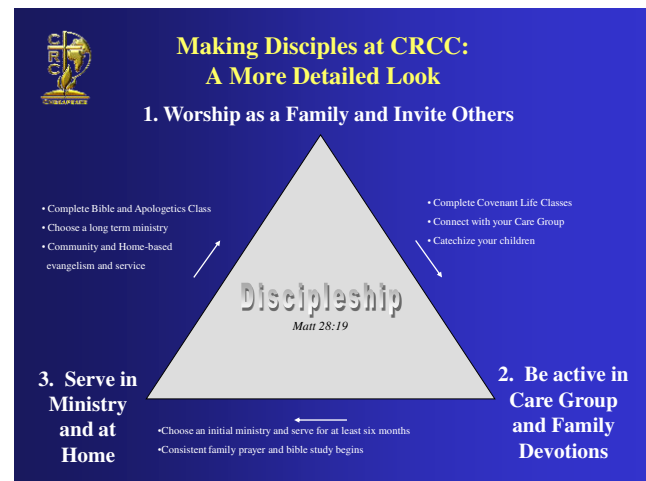 CRC
CHESAPEAKE
Making Disciples at CRCC:
A More Detailed Look
1. Worship as a Family and Invite Others
• Complete Bible and Apologetics Class
• Choose a long term ministry
• Community and Home-based
evangelism and service
• Complete Covenant Life Classes
• Connect with your Care Group
• Catechize your children
Discipleship
Matt 28:19
3. Serve in
Ministry
and at
Home
2. Be active in
Care Group
and Family
Devotions
•Choose an initial ministry and serve for at least six months
•Consistent family prayer and bible study begins